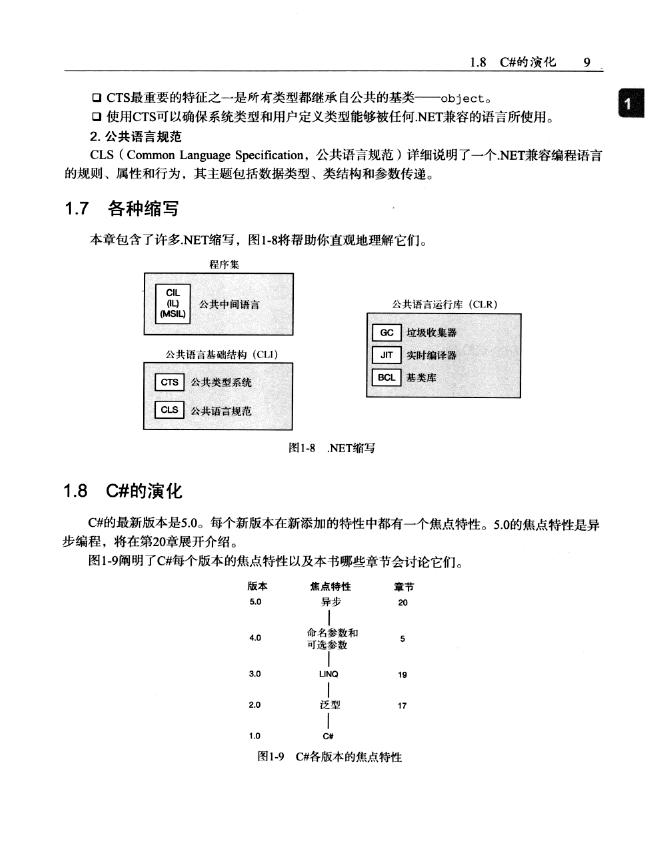 1.8 C#的演化 9
1
□ CTS最重要的特征之一是所有类型都继承自公共的基类——object。
□ 使用CTS可以确保系统类型和用户定义类型能够被任何.NET兼容的语言所使用。
2. 公共语言规范
CLS（Common Language Specification，公共语言规范）详细说明了一个.NET兼容编程语言
的规则、属性和行为，其主题包括数据类型、类结构和参数传递。
1.7 各种缩写
本章包含了许多.NET缩写，图1-8将帮助你直观地理解它们。
程序集
CIL
(IL)
(MSIL)
公共中间语言
公共语言基础结构（CLI）
CTS 公共类型系统
CLS 公共语言规范
公共语言运行库（CLR）
GC 垃圾收集器
JIT 实时编译器
BCL 基类库
图1-8 .NET缩写
1.8 C#的演化
C#的最新版本是5.0。每个新版本在新添加的特性中都有一个焦点特性。5.0的焦点特性是异
步编程，将在第20章展开介绍。
图1-9阐明了C#每个版本的焦点特性以及本书哪些章节会讨论它们。
版本 焦点特性 章节
5.0 异步 20
4.0 命名参数和
可选参数 5
3.0 LINQ 19
2.0 泛型 17
1.0 C#
图1-9 C#各版本的焦点特性